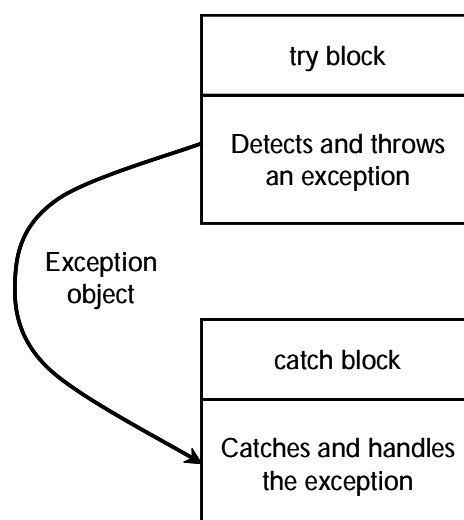 try block
Detects and throws
an exception
Exception
object
catch block
Catches and handles
the exception